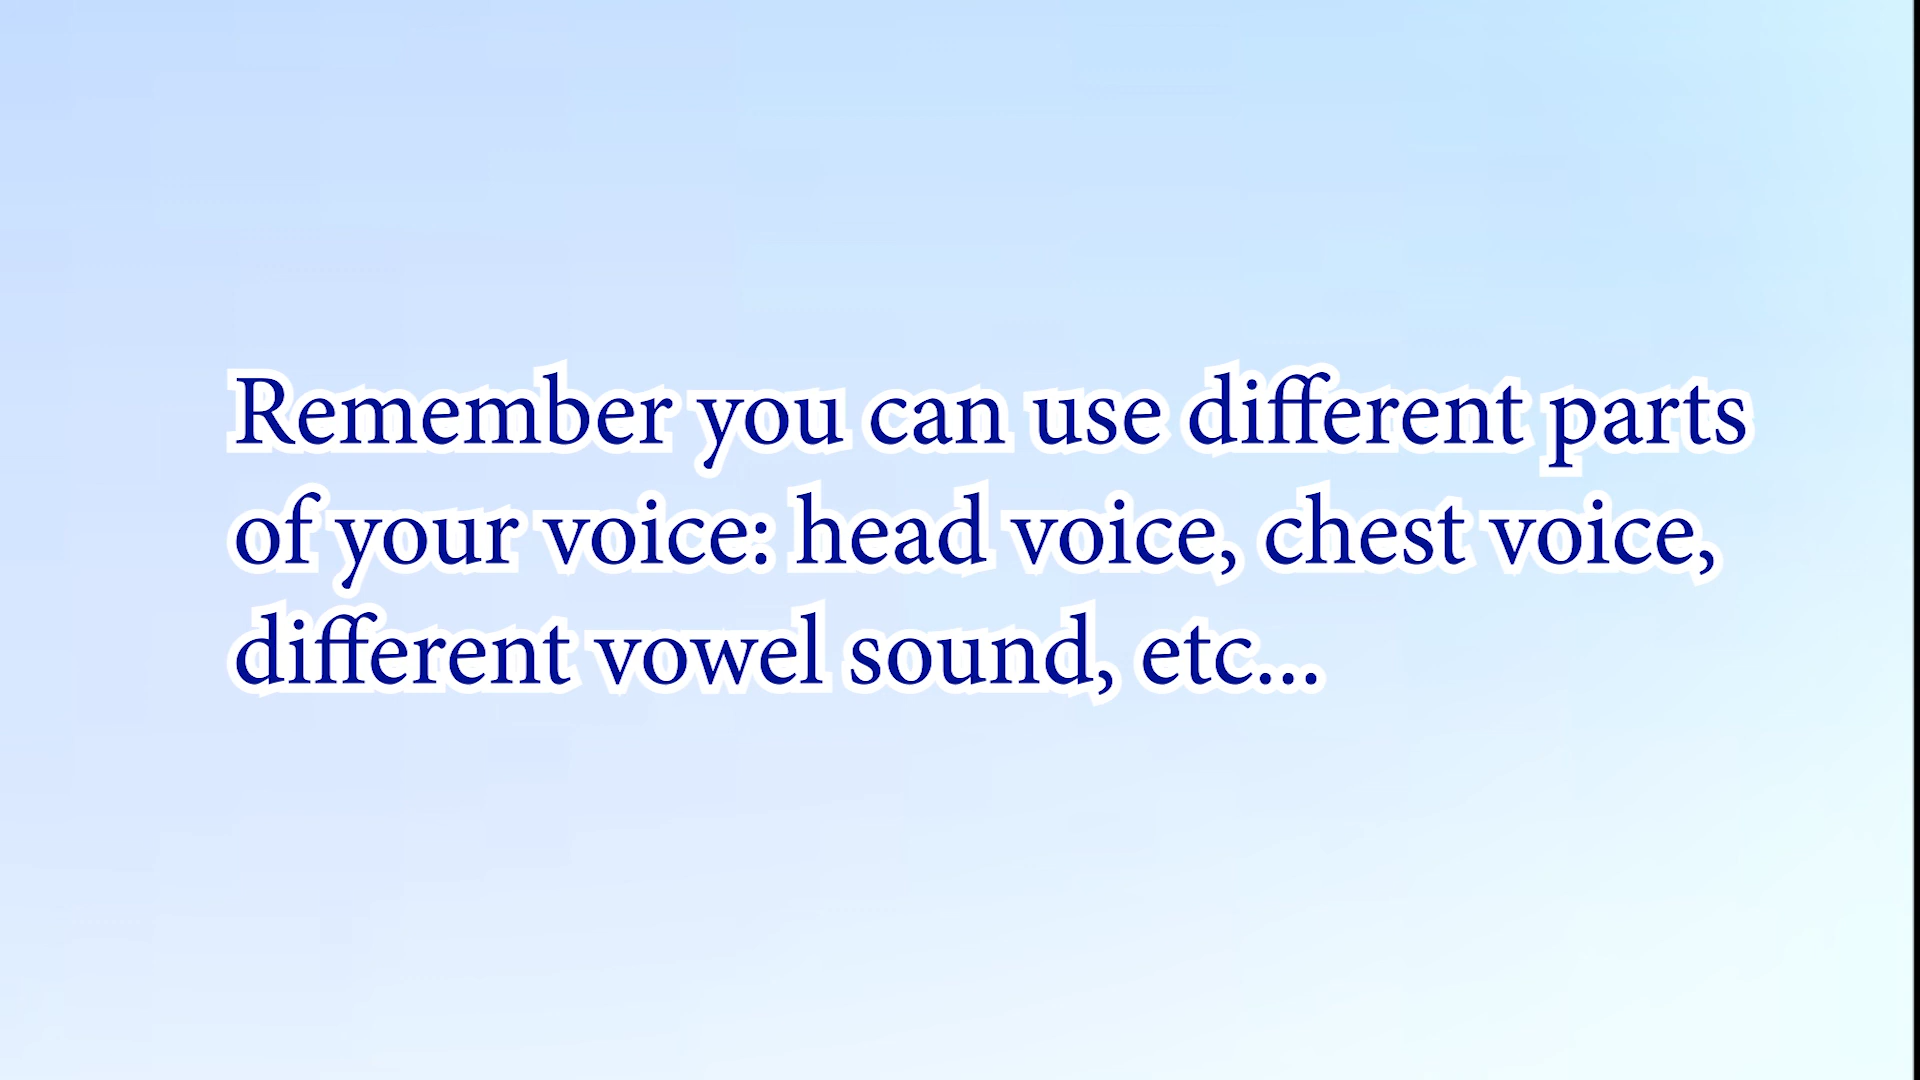 Remember you can use different parts
of your voice: head voice, chest voice,
different vowel sound, etc...